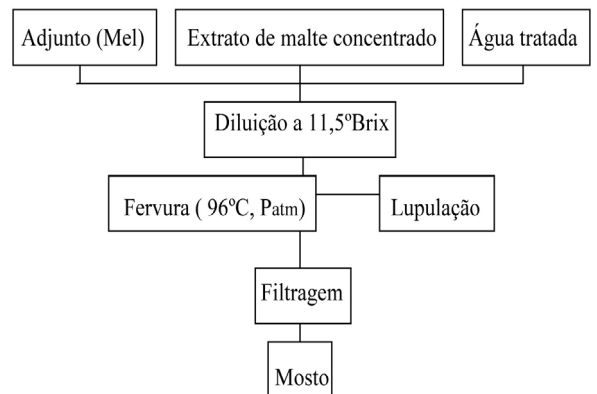 Adjunto (Mel)
Extrato de malte concentrado
Água tratada
Diluição a 11,5ºBrix
Fervura ( 96ºC, Patm)
Lupulação
Filtragem
Mosto